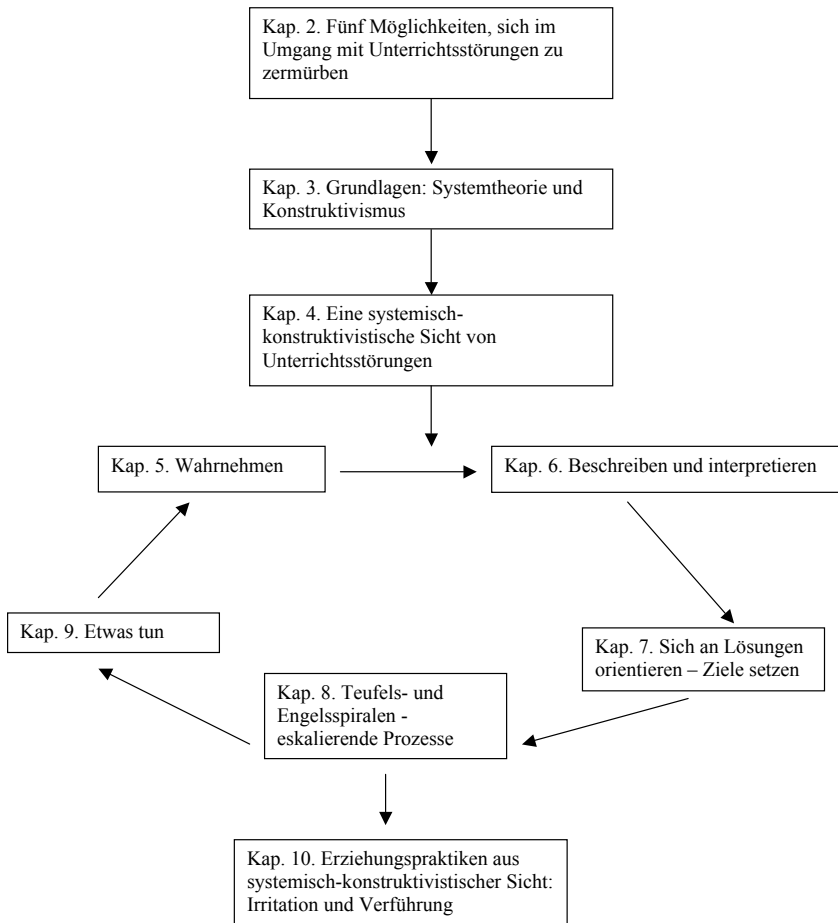 Kap. 2. Fünf Möglichkeiten, sich im
Umgang mit Unterrichtsstörungen zu
zermürben
Kap. 3. Grundlagen: Systemtheorie und
Konstruktivismus
Kap. 4. Eine systemisch-
konstruktivistische Sicht von
Unterrichtsstörungen
Kap. 5. Wahrnehmen
Kap. 6. Beschreiben und interpretieren
Kap. 7. Sich an Lösungen
orientieren – Ziele setzen
Kap. 8. Teufels- und
Engelsspiralen -
eskalierende Prozesse
Kap. 9. Etwas tun
Kap. 10. Erziehungspraktiken aus
systemisch-konstruktivistischer Sicht:
Irritation und Verführung